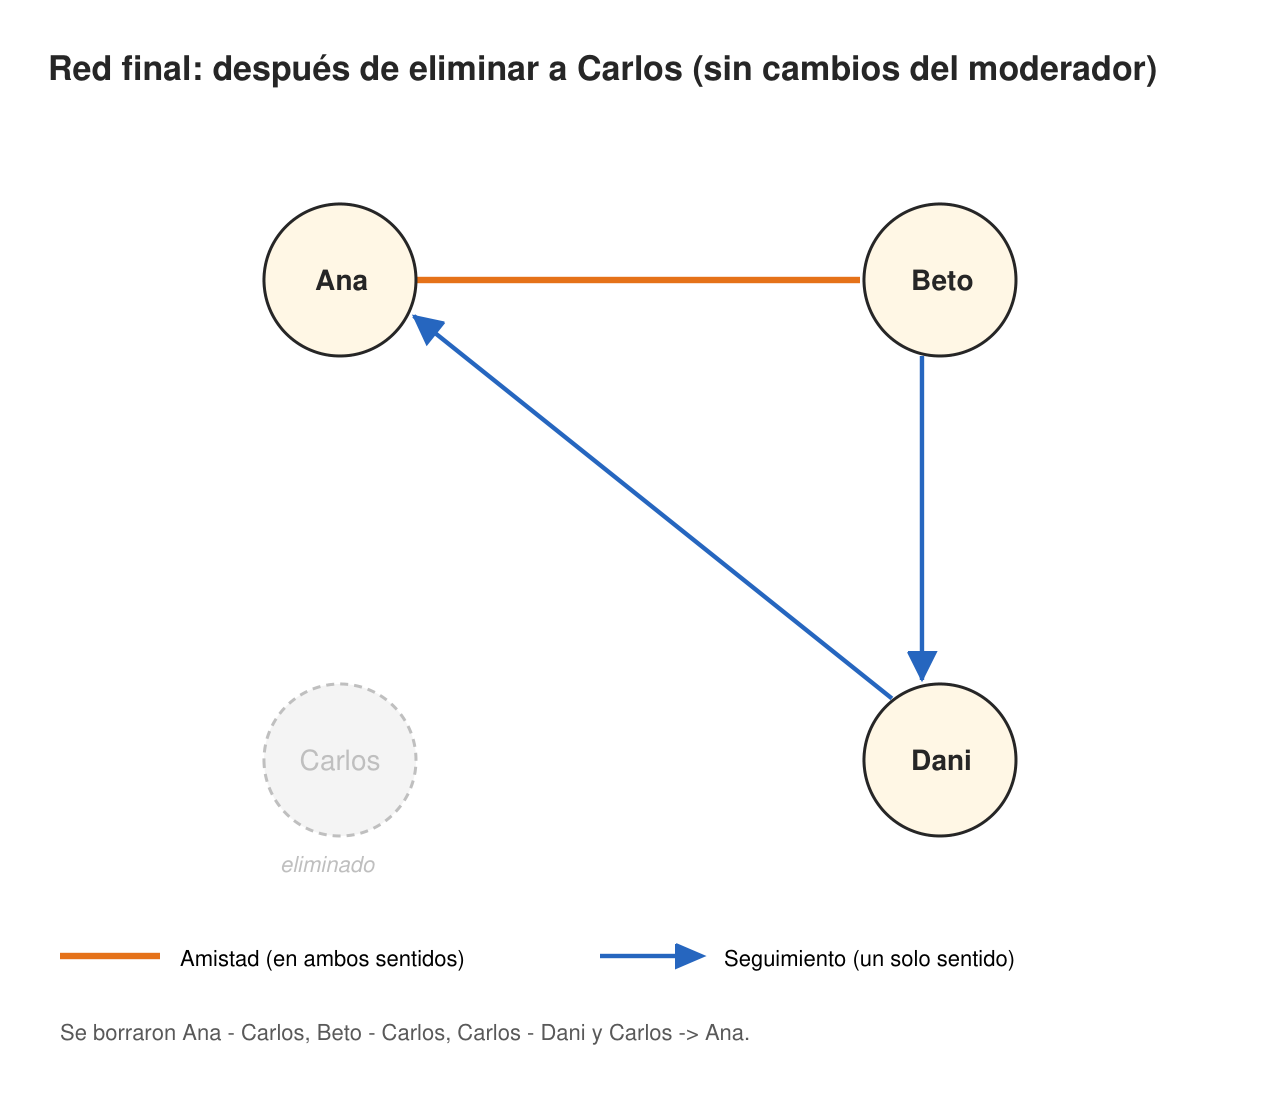 Red final: después de eliminar a Carlos (sin cambios del moderador)
Ana
Beto
Carlos
Dani
eliminado
Amistad (en ambos sentidos)
Seguimiento (un solo sentido)
Se borraron Ana - Carlos, Beto - Carlos, Carlos - Dani y Carlos -> Ana.